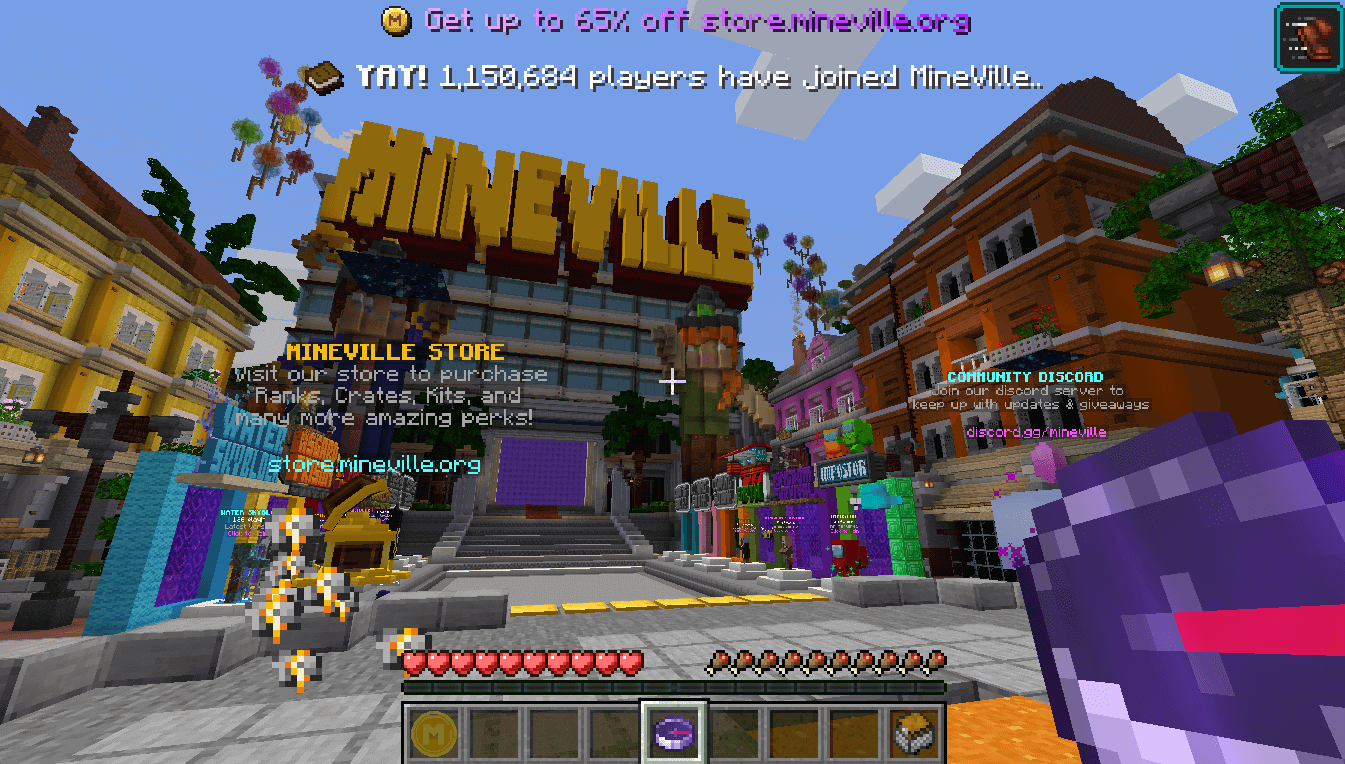 Get up to 65% off store.mineville.org
YAY! 1,150,684 players have joined MineVille..
MINEVILLE
MINEVILLE STORE
Visit our store to purchase
Ranks, Crates, Kits, and
many more amazing perks!
store.mineville.org
COMMUNITY DISCORD
Join our discord server to
keep up with updates & giveaways
discord.gg/mineville
IMPOSTOR